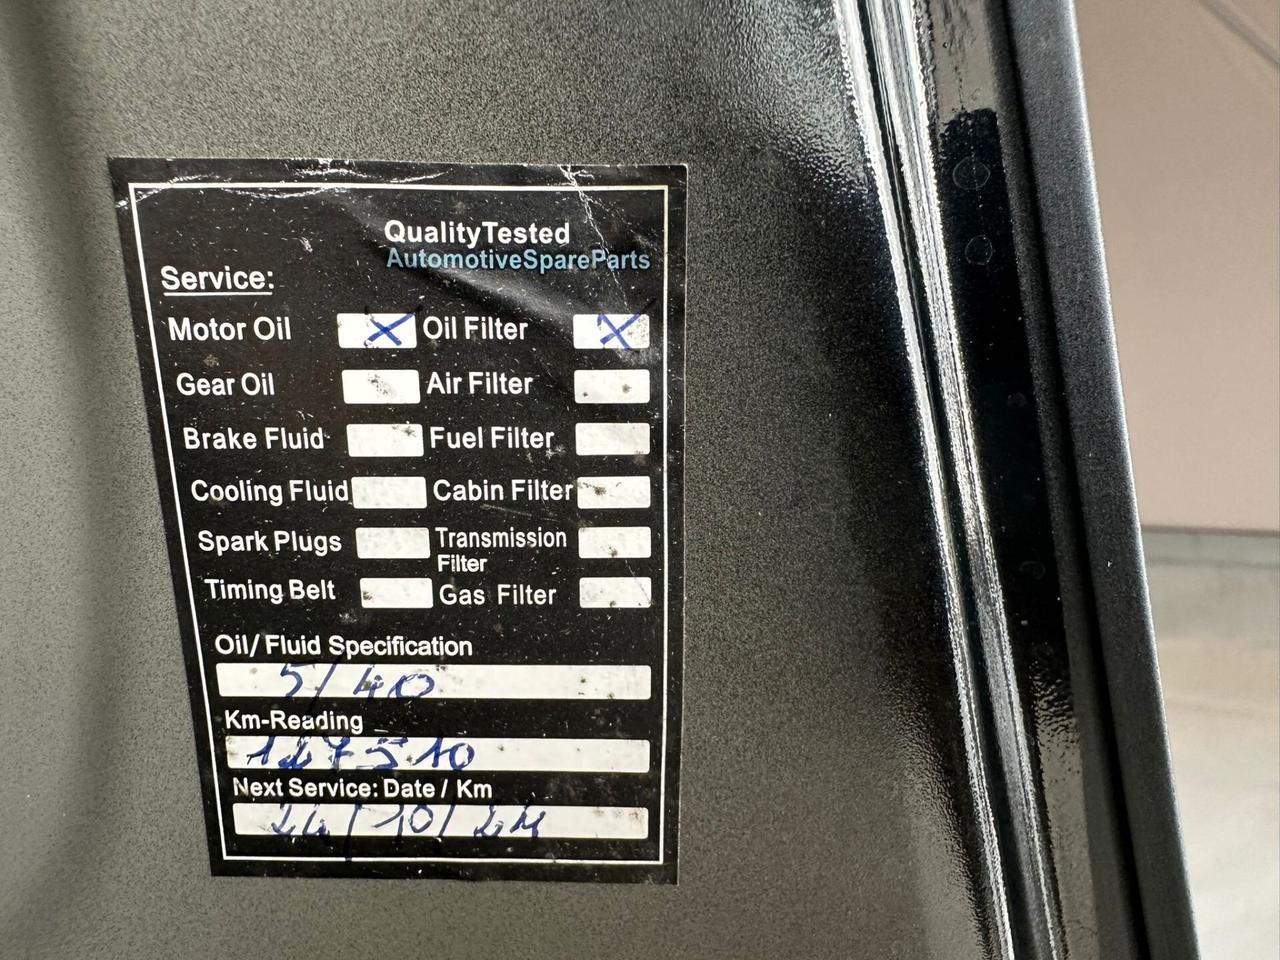 QualityTested
AutomotiveSpareParts
Service:
Motor Oil X Oil Filter X
Gear Oil Air Filter
Brake Fluid Fuel Filter
Cooling Fluid Cabin Filter
Spark Plugs Transmission Filter
Timing Belt Gas Filter
Oil/ Fluid Specification
5/40
Km-Reading
127510
Next Service: Date / Km
24/10/24